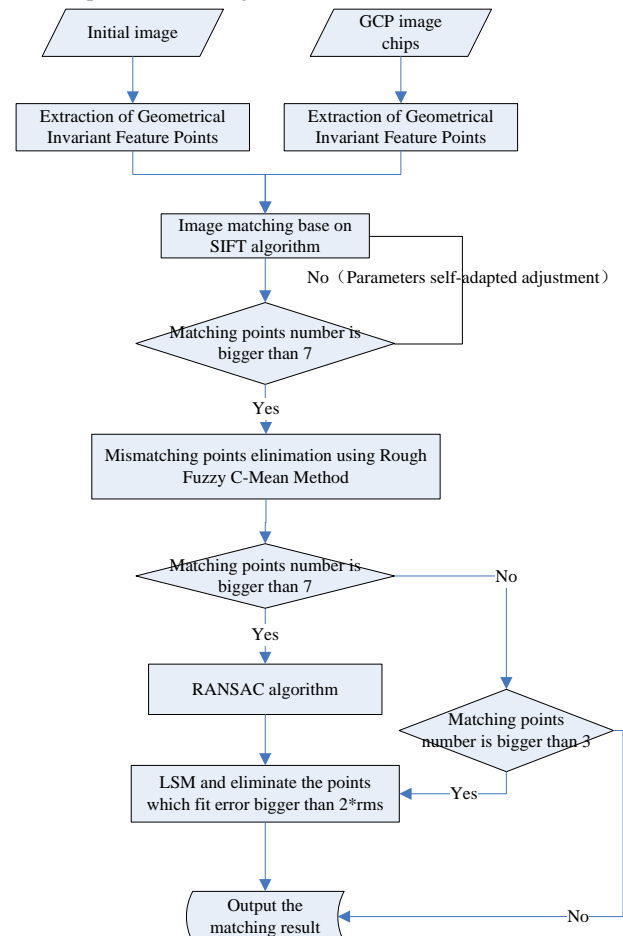 Initial image
GCP image
chips
Extraction of Geometrical
Invariant Feature Points
Extraction of Geometrical
Invariant Feature Points
Image matching base on
SIFT algorithm
No（Parameters self-adapted adjustment）
Matching points number is
bigger than 7
Yes
Mismatching points elinimation using Rough
Fuzzy C-Mean Method
Matching points number is
bigger than 7
No
Yes
RANSAC algorithm
Matching points
number is bigger than 3
LSM and eliminate the points
which fit error bigger than 2*rms
Yes
Output the
matching result
No